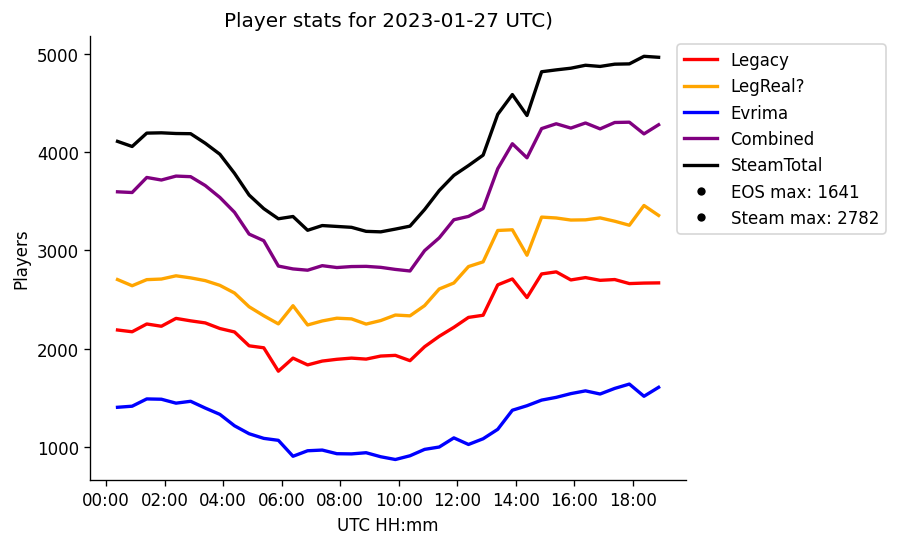 Player stats for 2023-01-27 UTC)
5000
4000
3000
2000
1000
Players
00:00 02:00 04:00 06:00 08:00 10:00 12:00 14:00 16:00 18:00
UTC HH:mm
Legacy
LegReal?
Evrima
Combined
SteamTotal
EOS max: 1641
Steam max: 2782